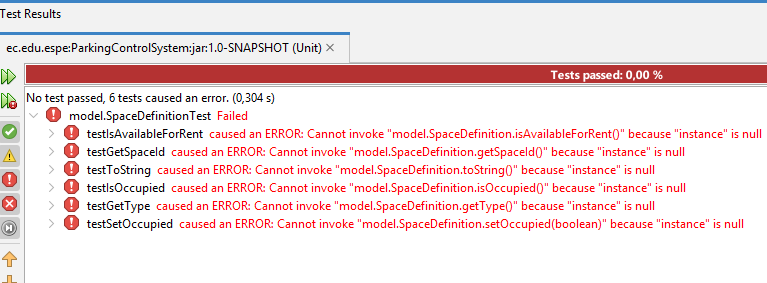 Test Results
ec.edu.espe:ParkingControlSystem:jar:1.0-SNAPSHOT (Unit)
Tests passed: 0,00 %
No test passed, 6 tests caused an error. (0,304 s)
model.SpaceDefinitionTest Failed
testIsAvailableForRent caused an ERROR: Cannot invoke "model.SpaceDefinition.isAvailableForRent()" because "instance" is null
testGetSpaceId caused an ERROR: Cannot invoke "model.SpaceDefinition.getSpaceId()" because "instance" is null
testToString caused an ERROR: Cannot invoke "model.SpaceDefinition.toString()" because "instance" is null
testIsOccupied caused an ERROR: Cannot invoke "model.SpaceDefinition.isOccupied()" because "instance" is null
testGetType caused an ERROR: Cannot invoke "model.SpaceDefinition.getType()" because "instance" is null
testSetOccupied caused an ERROR: Cannot invoke "model.SpaceDefinition.setOccupied(boolean)" because "instance" is null